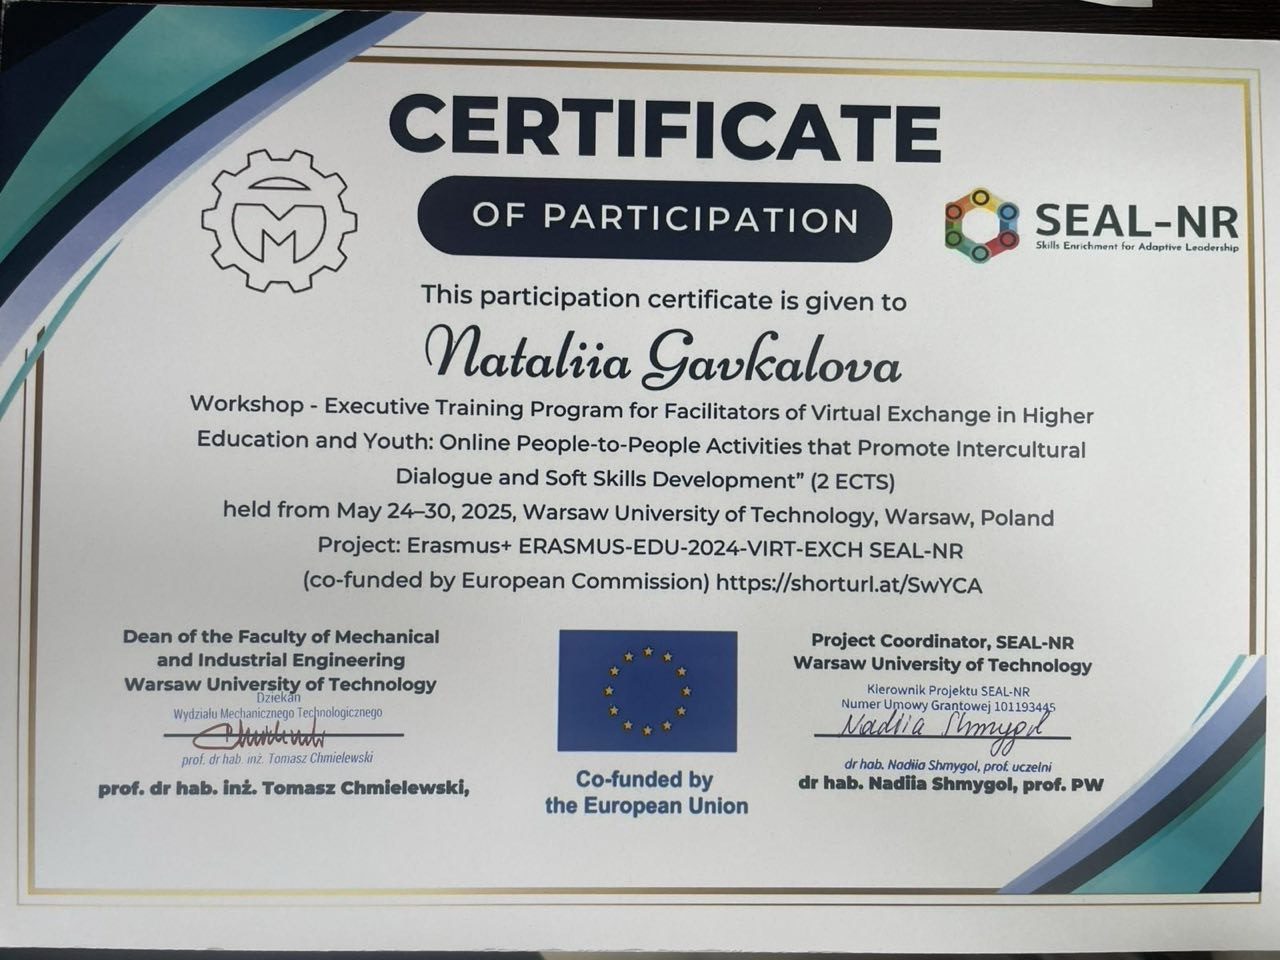 CERTIFICATE
OF PARTICIPATION
M
SEAL-NR
Skills Enrichment for Adaptive Leadership
This participation certificate is given to
Nataliia Gavkalova
Workshop - Executive Training Program for Facilitators of Virtual Exchange in Higher
Education and Youth: Online People-to-People Activities that Promote Intercultural
Dialogue and Soft Skills Development" (2 ECTS)
held from May 24–30, 2025, Warsaw University of Technology, Warsaw, Poland
Project: Erasmus+ ERASMUS-EDU-2024-VIRT-EXCH SEAL-NR
(co-funded by European Commission) https://shorturl.at/SwYCA
Dean of the Faculty of Mechanical
and Industrial Engineering
Warsaw University of Technology
Dziekan
Wydziału Mechanicznego Technologicznego
prof. dr hab. inż. Tomasz Chmielewski
prof. dr hab. inż. Tomasz Chmielewski,
Co-funded by
the European Union
Project Coordinator, SEAL-NR
Warsaw University of Technology
Kierownik Projektu SEAL-NR
Numer Umowy Grantowej 101193445
Nadiia Shmygol
dr hab. Nadiia Shmygol, prof. uczelni
dr hab. Nadiia Shmygol, prof. PW